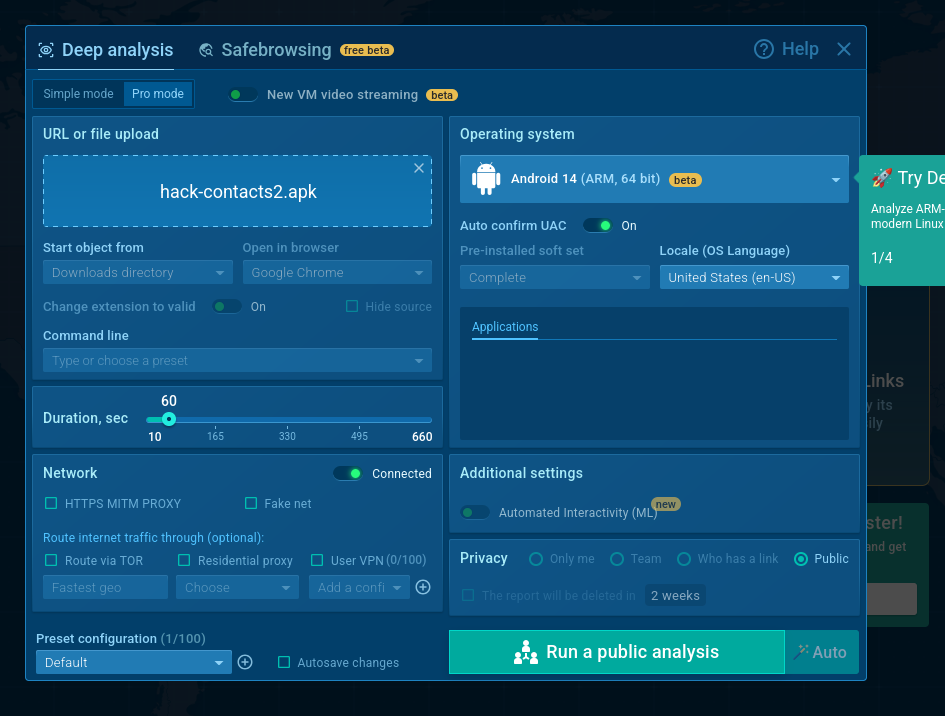 Deep analysis
Safebrowsing free beta
Help
Simple mode
Pro mode
New VM video streaming beta
URL or file upload
hack-contacts2.apk
Start object from
Open in browser
Downloads directory
Google Chrome
Change extension to valid
On
Hide source
Command line
Type or choose a preset
Duration, sec
60
10
165
330
495
660
Network
Connected
HTTPS MITM PROXY
Fake net
Route internet traffic through (optional):
Route via TOR
Residential proxy
User VPN (0/100)
Fastest geo
Choose
Add a confi
Preset configuration (1/100)
Default
Autosave changes
Operating system
Android 14 (ARM, 64 bit) beta
Auto confirm UAC
On
Pre-installed soft set
Locale (OS Language)
Complete
United States (en-US)
Applications
Additional settings
Automated Interactivity (ML) new
Privacy
Only me
Team
Who has a link
Public
The report will be deleted in 2 weeks
Run a public analysis
Auto
🚀 Try De
Analyze ARM-
modern Linux
1/4
Links
y its
ily
ster!
and get